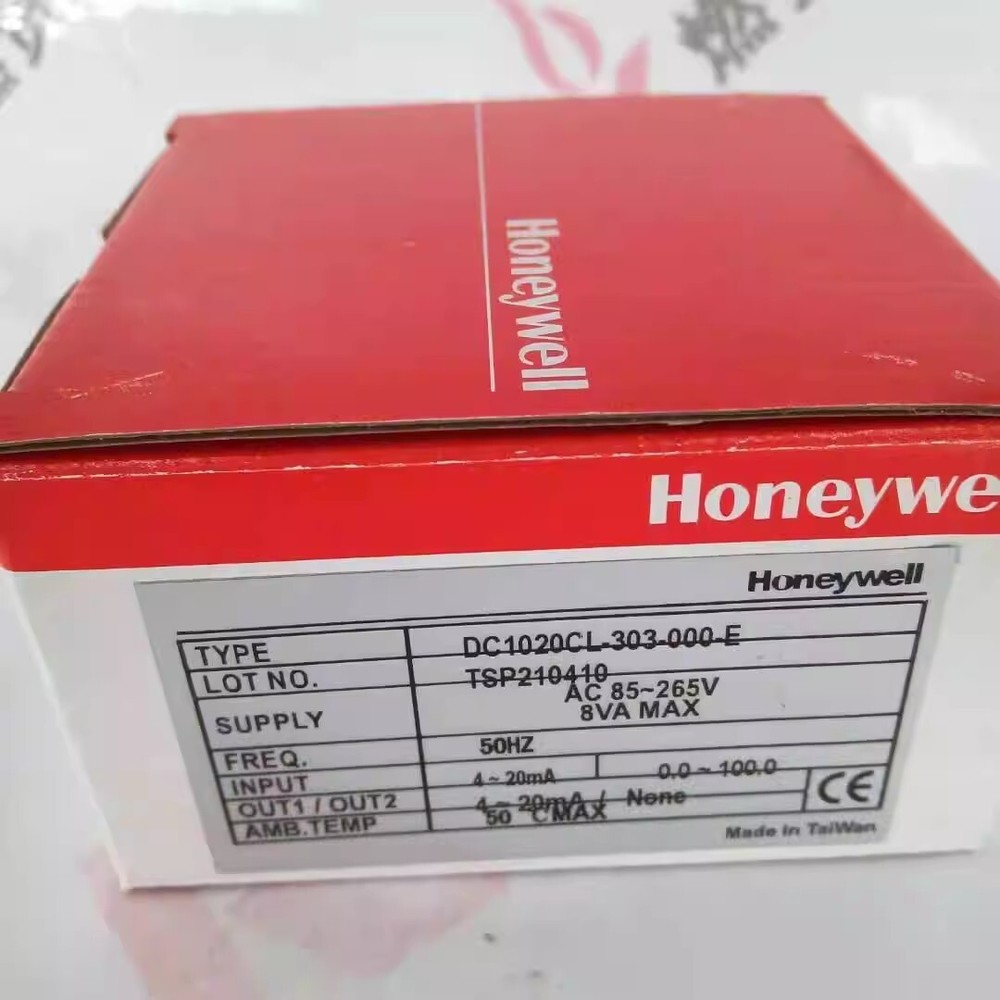 Honeywell
Honeywe
Honeywell
TYPE DC1020CL-303-000-E
LOT NO. TSP210410
SUPPLY AC 85~265V
8VA MAX
FREQ. 50HZ
INPUT 4 ~ 20mA 0.0 ~ 100.0
OUT1 / OUT2 4 ~ 20mA / None
AMB.TEMP 50 °CMAX
CE
Made in TaiWan